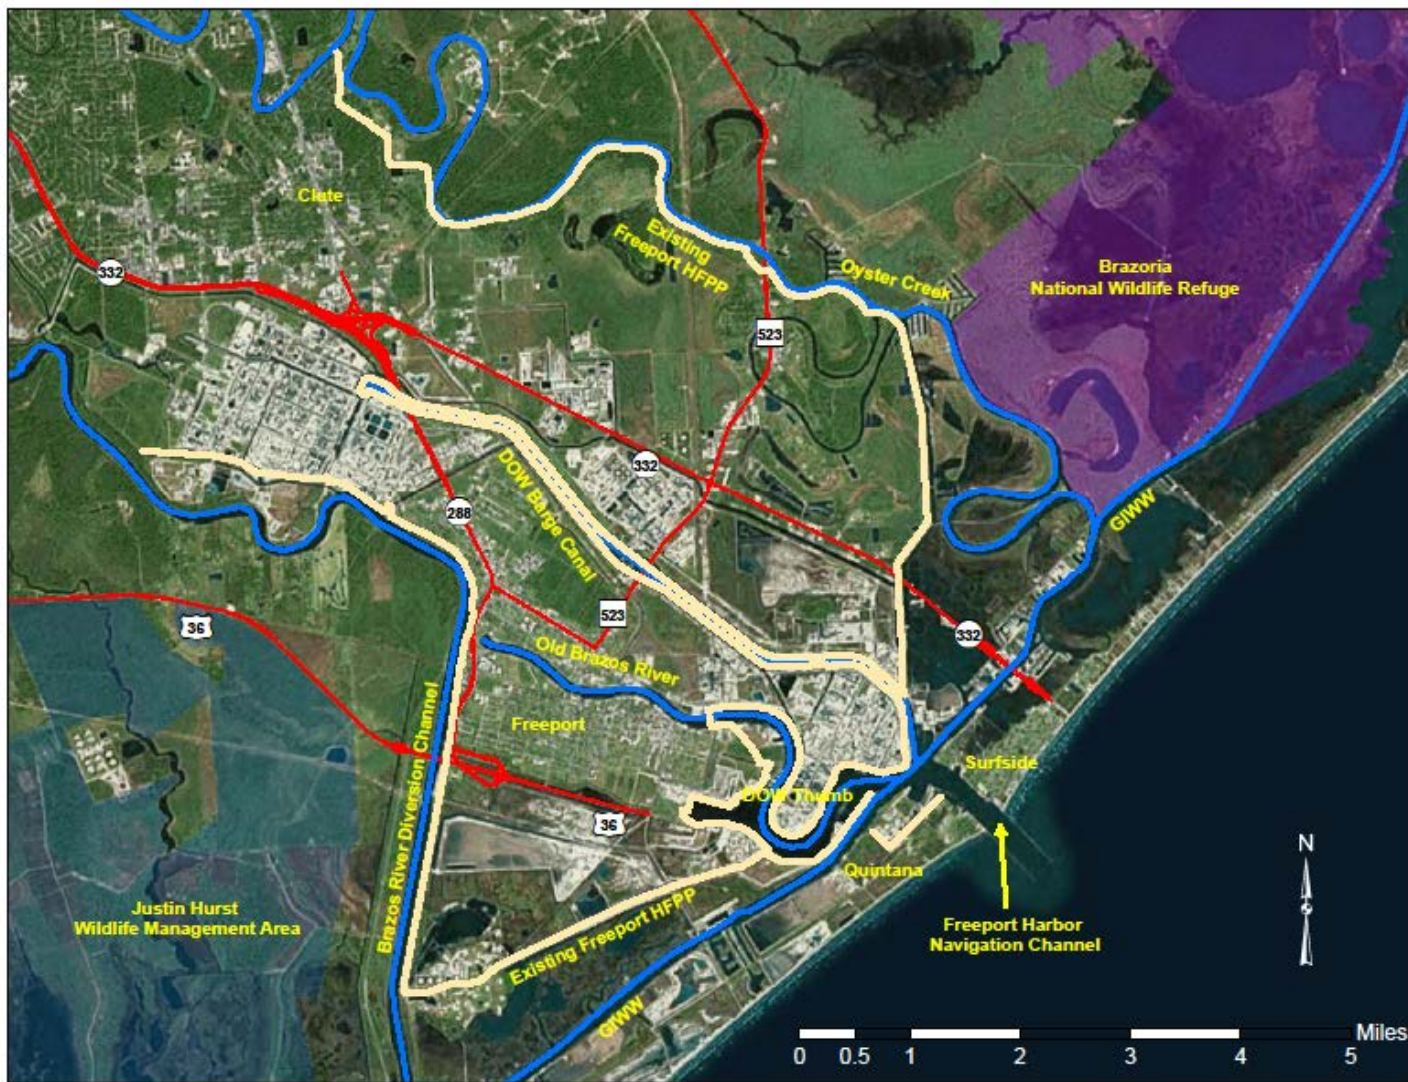 Clute
332
Existing
Freeport HFPP
Oyster Creek
Brazoria
National Wildlife Refuge
523
332
DOW Barge Canal
288
GIWW
36
523
332
Old Brazos River
Freeport
Brazos River Diversion Channel
Surfside
DOW Thumb
36
Quintana
Justin Hurst
Wildlife Management Area
Existing Freeport HFPP
Freeport Harbor
Navigation Channel
N
GIWW
Miles
0 0.5 1 2 3 4 5